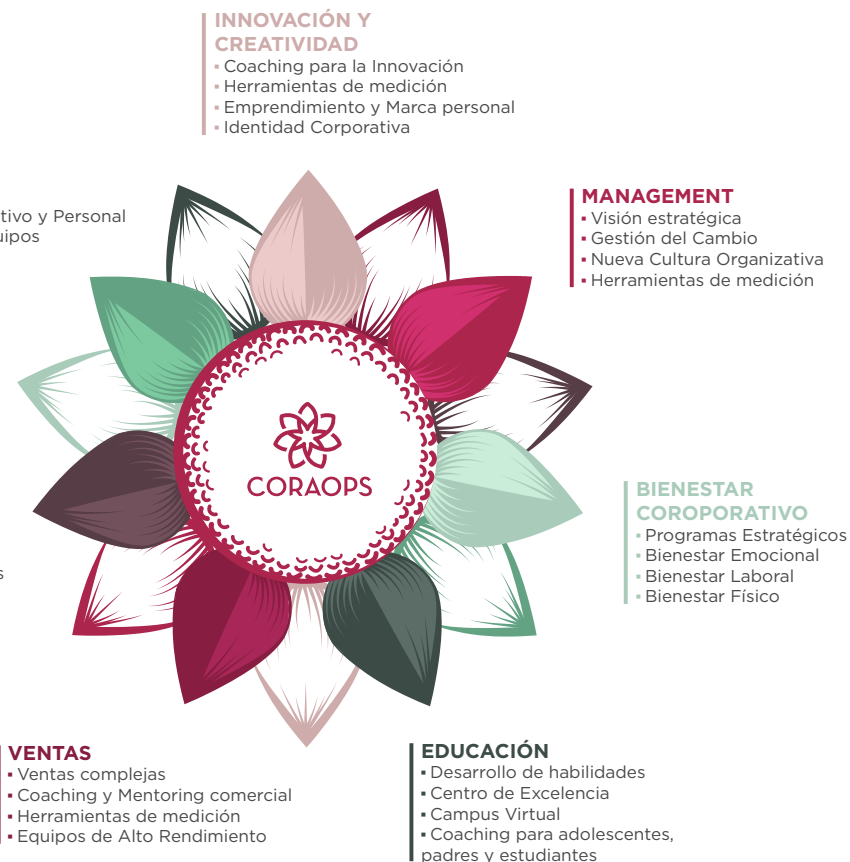 INNOVACIÓN Y
CREATIVIDAD
▪ Coaching para la Innovación
▪ Herramientas de medición
▪ Emprendimiento y Marca personal
▪ Identidad Corporativa
tivo y Personal
uipos
MANAGEMENT
▪ Visión estratégica
▪ Gestión del Cambio
▪ Nueva Cultura Organizativa
▪ Herramientas de medición
CORAOPS
BIENESTAR
COROPORATIVO
▪ Programas Estratégicos
▪ Bienestar Emocional
▪ Bienestar Laboral
▪ Bienestar Físico
s
VENTAS
▪ Ventas complejas
▪ Coaching y Mentoring comercial
▪ Herramientas de medición
▪ Equipos de Alto Rendimiento
EDUCACIÓN
▪ Desarrollo de habilidades
▪ Centro de Excelencia
▪ Campus Virtual
▪ Coaching para adolescentes,
padres y estudiantes